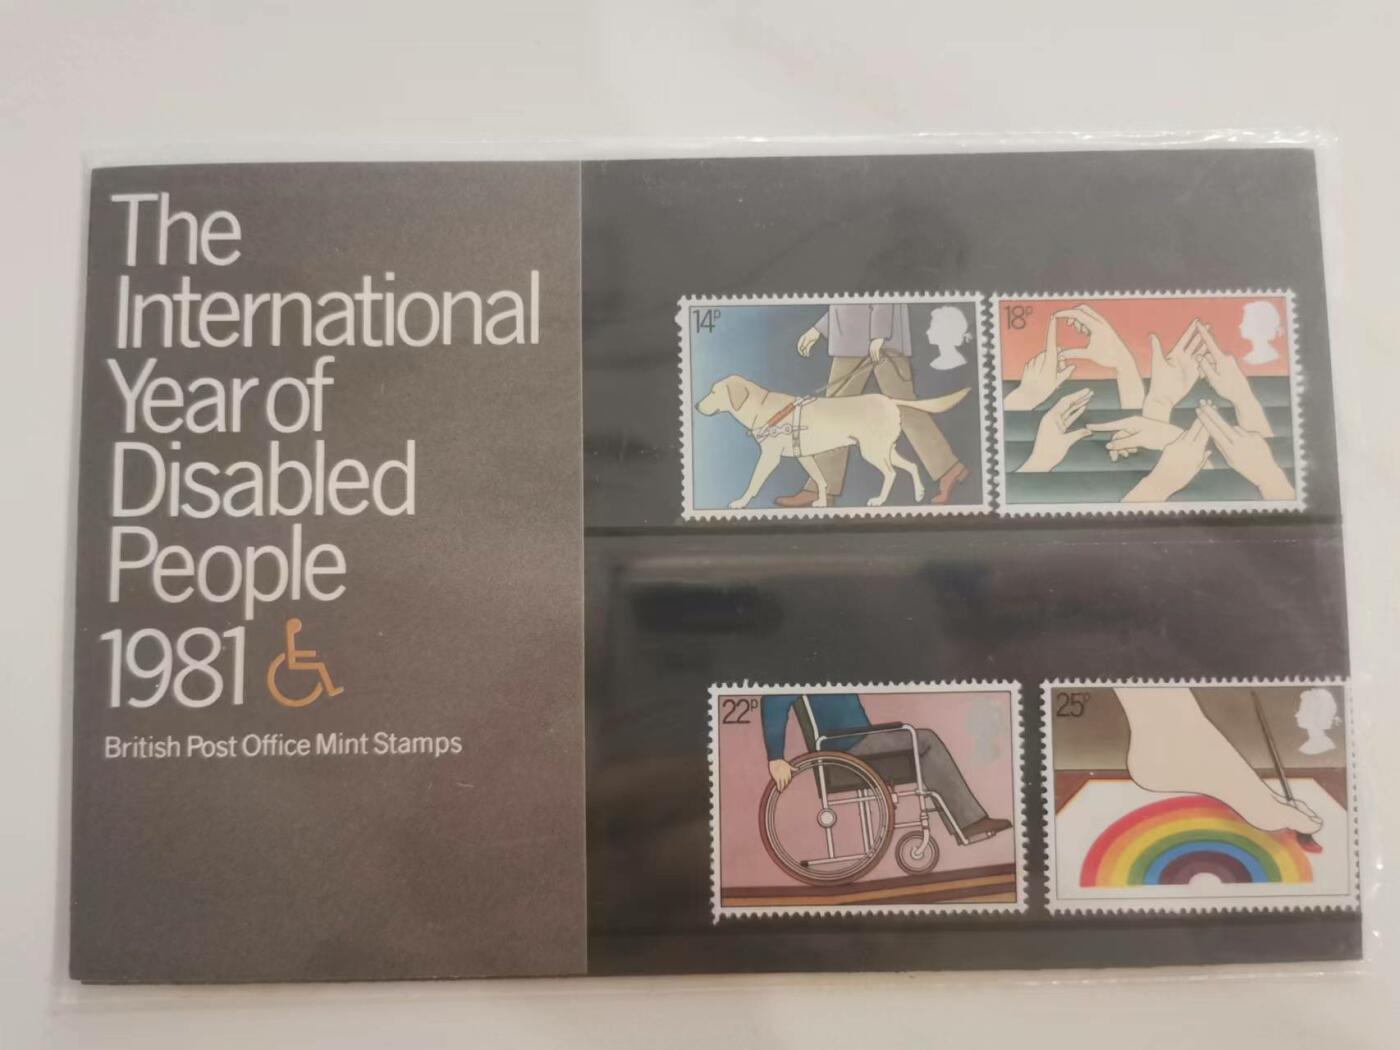 The
International
Year of
Disabled
People
1981
British Post Office Mint Stamps
14P
18P
22P
25P